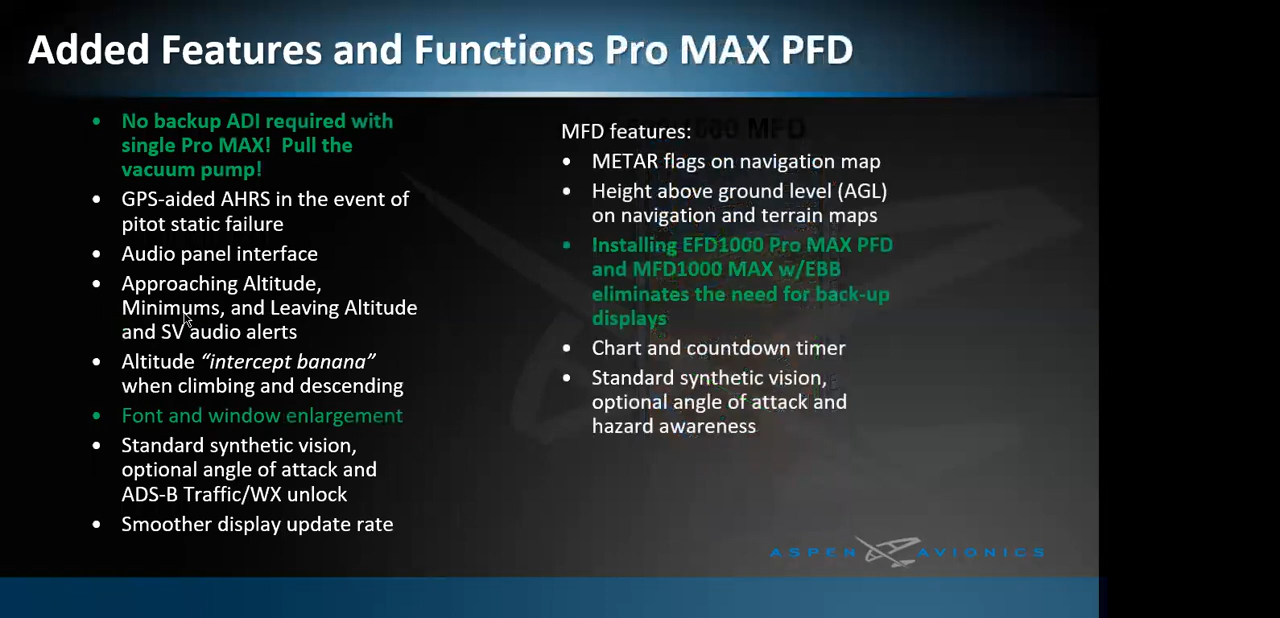 Added Features and Functions Pro MAX PFD
• No backup ADI required with
single Pro MAX! Pull the
vacuum pump!
• GPS-aided AHRS in the event of
pitot static failure
• Audio panel interface
• Approaching Altitude,
Minimums, and Leaving Altitude
and SV audio alerts
• Altitude “intercept banana”
when climbing and descending
• Font and window enlargement
• Standard synthetic vision,
optional angle of attack and
ADS-B Traffic/WX unlock
• Smoother display update rate
MFD features:
• METAR flags on navigation map
• Height above ground level (AGL)
on navigation and terrain maps
• Installing EFD1000 Pro MAX PFD
and MFD1000 MAX w/EBB
eliminates the need for back-up
displays
• Chart and countdown timer
• Standard synthetic vision,
optional angle of attack and
hazard awareness
ASPEN AVIONICS